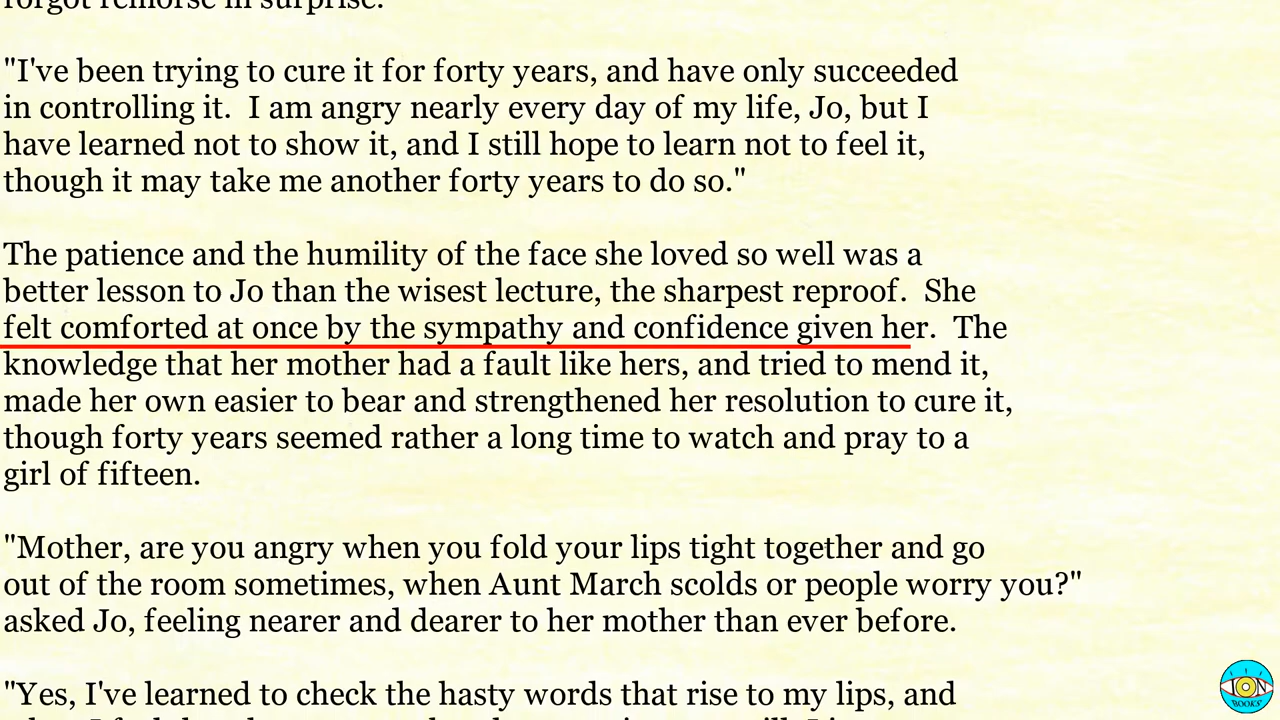 forgot remorse in surprise.
"I've been trying to cure it for forty years, and have only succeeded
in controlling it.  I am angry nearly every day of my life, Jo, but I
have learned not to show it, and I still hope to learn not to feel it,
though it may take me another forty years to do so."
The patience and the humility of the face she loved so well was a
better lesson to Jo than the wisest lecture, the sharpest reproof.  She
felt comforted at once by the sympathy and confidence given her.  The
knowledge that her mother had a fault like hers, and tried to mend it,
made her own easier to bear and strengthened her resolution to cure it,
though forty years seemed rather a long time to watch and pray to a
girl of fifteen.
"Mother, are you angry when you fold your lips tight together and go
out of the room sometimes, when Aunt March scolds or people worry you?"
asked Jo, feeling nearer and dearer to her mother than ever before.
"Yes, I've learned to check the hasty words that rise to my lips, and
ION
BOOKS